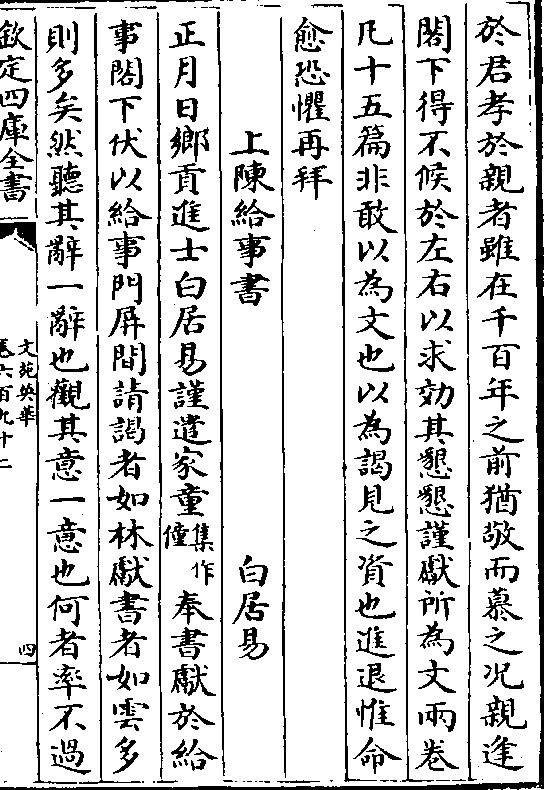 於君孝於親者雖在千百年之前猶敬而慕之况親逢
閤下得不候於左右以求効其懇懇謹獻所為文兩卷
凡十五篇非敢以為文也以為謁見之資也進退惟命
愈恐懼再拜
上陳給事書
白居易
正月日鄉貢進士白居易謹遣家童集作僮奉書獻於給
事閤下伏以給事門屏間請謁者如林獻書者如雲多
則多矣然聽其辭一辭也觀其意一意也何者率不過
欽定四庫全書
文苑英華
卷六百九十二
四